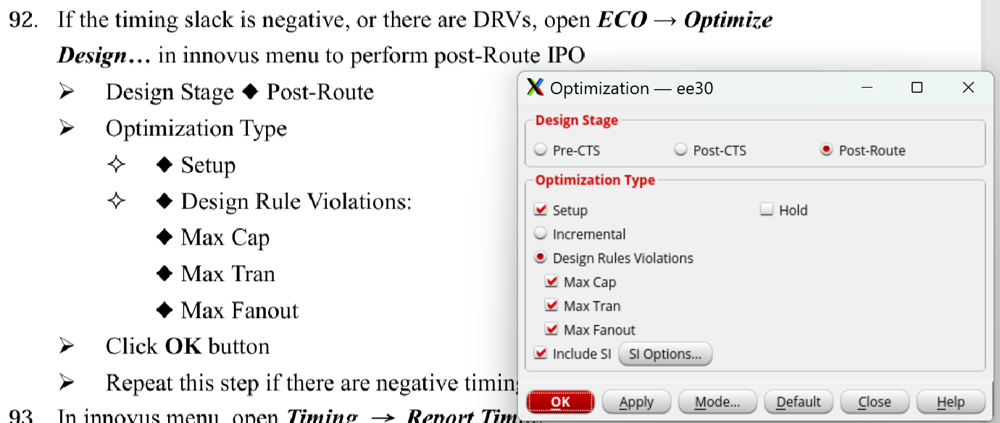 92. If the timing slack is negative, or there are DRVs, open ECO → Optimize
Design... in innovus menu to perform post-Route IPO
➢ Design Stage ◆ Post-Route
➢ Optimization Type
✧ ◆ Setup
✧ ◆ Design Rule Violations:
◆ Max Cap
◆ Max Tran
◆ Max Fanout
➢ Click OK button
➢ Repeat this step if there are negative
93. In innovus menu, open Timing → Report
Optimization — ee30
Design Stage
Pre-CTS Post-CTS Post-Route
Optimization Type
Setup Hold
Incremental
Design Rules Violations
Max Cap
Max Tran
Max Fanout
Include SI SI Options...
OK Apply Mode... Default Close Help